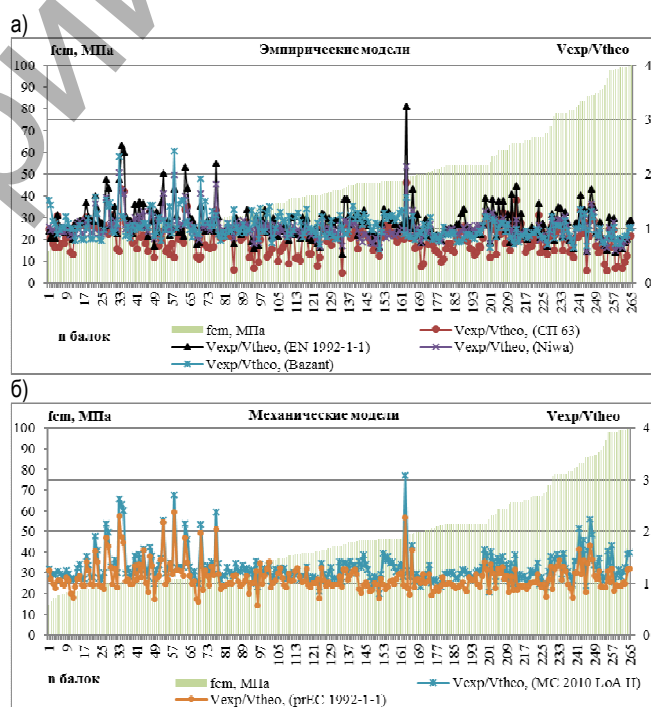 а)
fcm, МПа Эмпирические модели Vexp/Vtheo
100 4
90
80
70 3
60
50 2
40
30
20 1
10
0 0
1 9 17 25 33 41 49 57 65 73 81 89 97 105 113 121 129 137 145 153 161 169 177 185 193 201 209 217 225 233 241 249 257 265
n балок
fcm, МПа Vexp/Vtheo, (СП 63)
Vexp/Vtheo, (EN 1992-1-1) Vexp/Vtheo, (Niwa)
Vexp/Vtheo, (Bazant)
б)
fcm, МПа Механические модели Vexp/Vtheo
100 4
90
80
70 3
60
50 2
40
30
20 1
10
0 0
1 9 17 25 33 41 49 57 65 73 81 89 97 105 113 121 129 137 145 153 161 169 177 185 193 201 209 217 225 233 241 249 257 265
n балок
fcm, МПа Vexp/Vtheo, (MC 2010 LoA II)
Vexp/Vtheo, (prEC 1992-1-1)